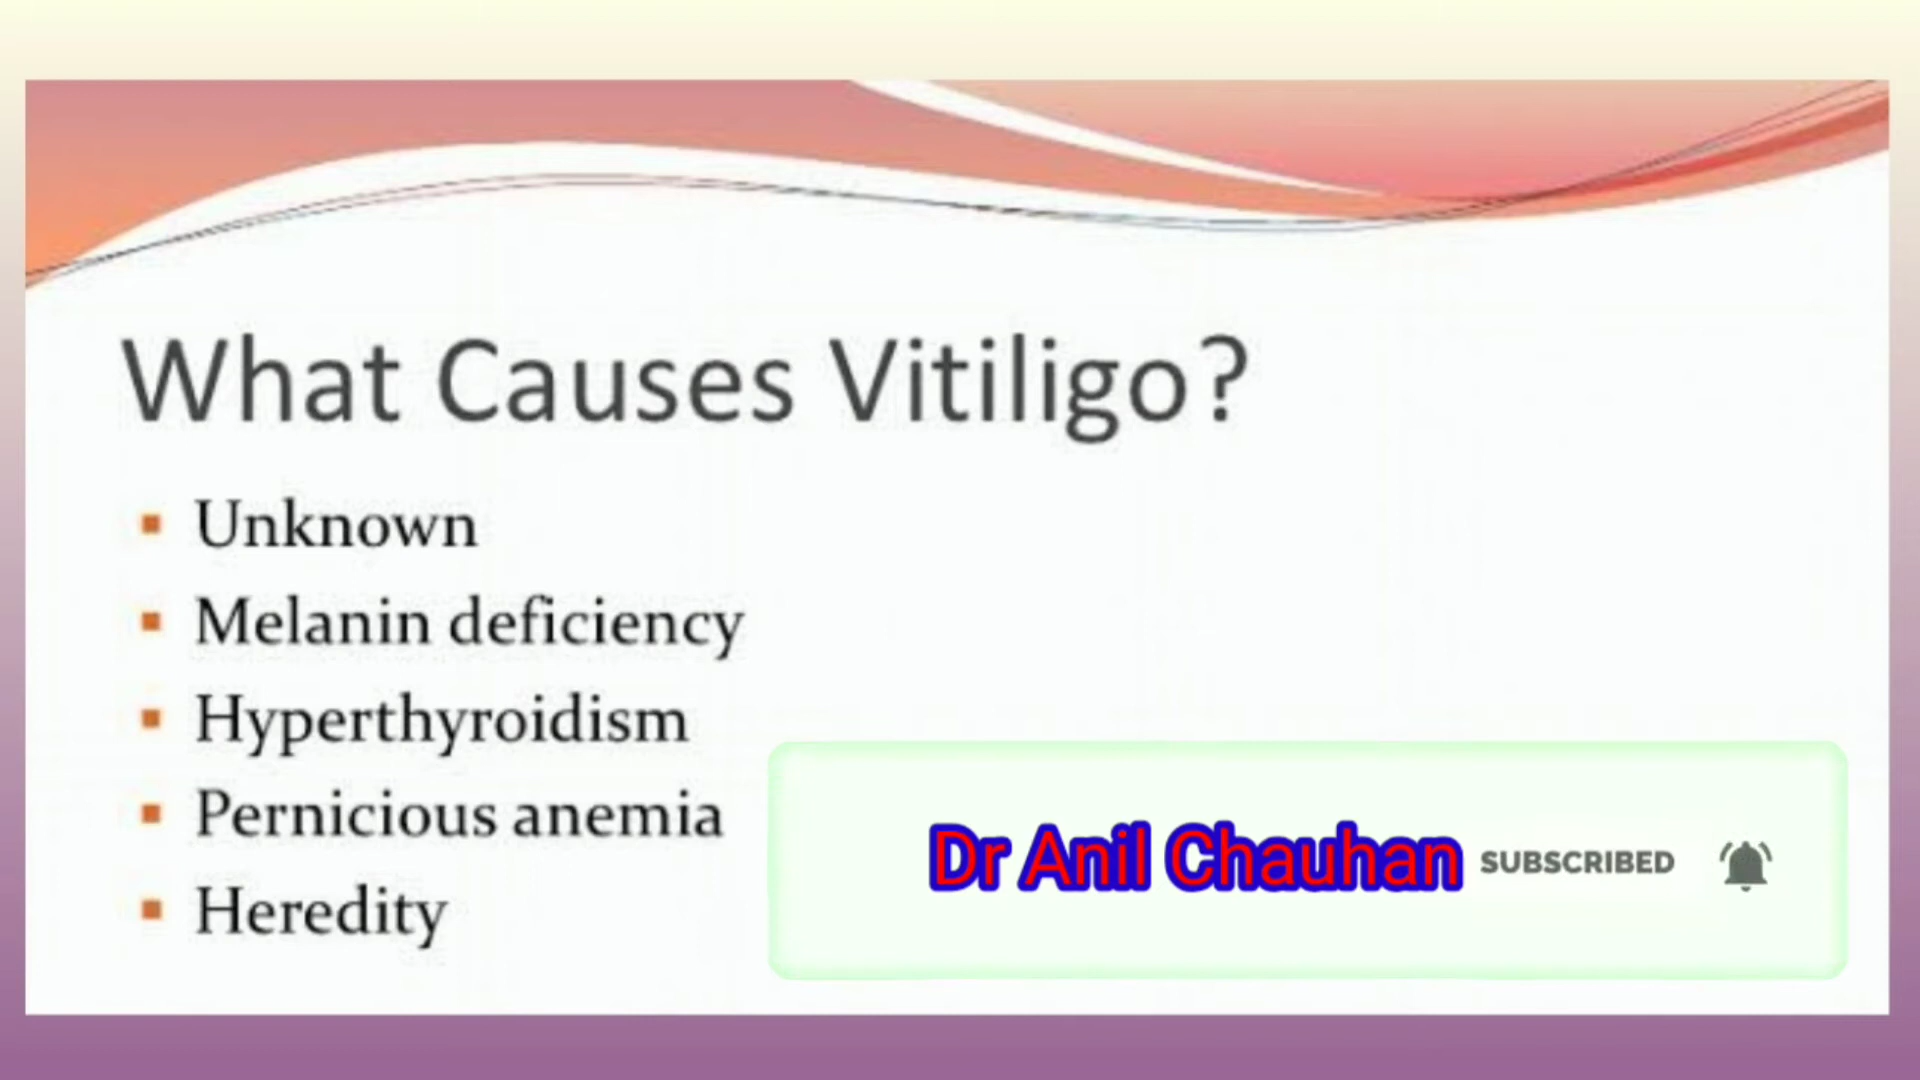 What Causes Vitiligo?
Unknown
Melanin deficiency
Hyperthyroidism
Pernicious anemia
Heredity
Dr Anil Chauhan SUBSCRIBED